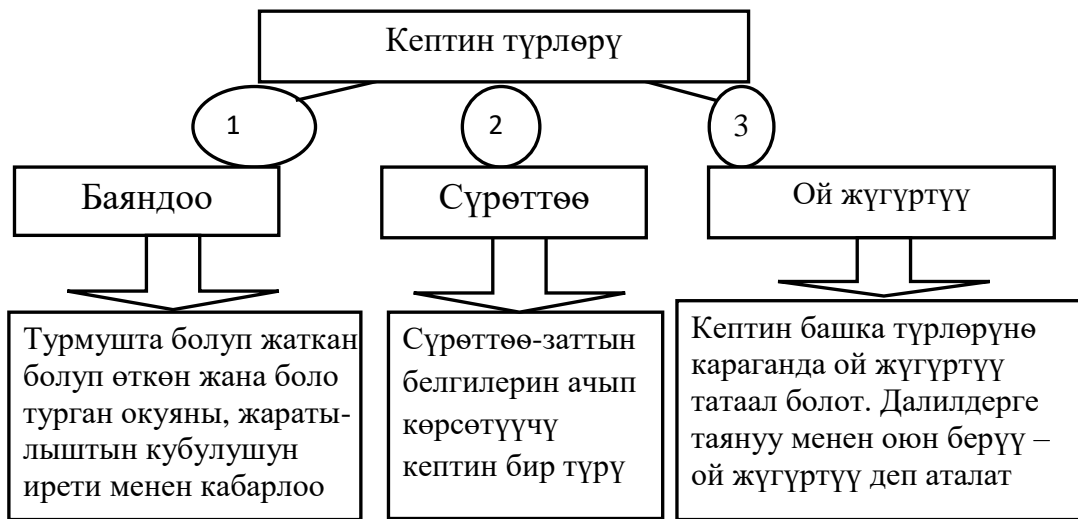 Кептин түрлөрү
1
2
3
Баяндоо
Сүрөттөө
Ой жүгүртүү
Турмушта болуп жаткан
болуп өткөн жана боло
турган окуяны, жараты-
лыштын кубулушун
ирети менен кабарлоо
Сүрөттөө-заттын
белгилерин ачып
көрсөтүүчү
кептин бир түрү
Кептин башка түрлөрүнө
караганда ой жүгүртүү
татаал болот. Далилдерге
таянуу менен оюн берүү –
ой жүгүртүү деп аталат